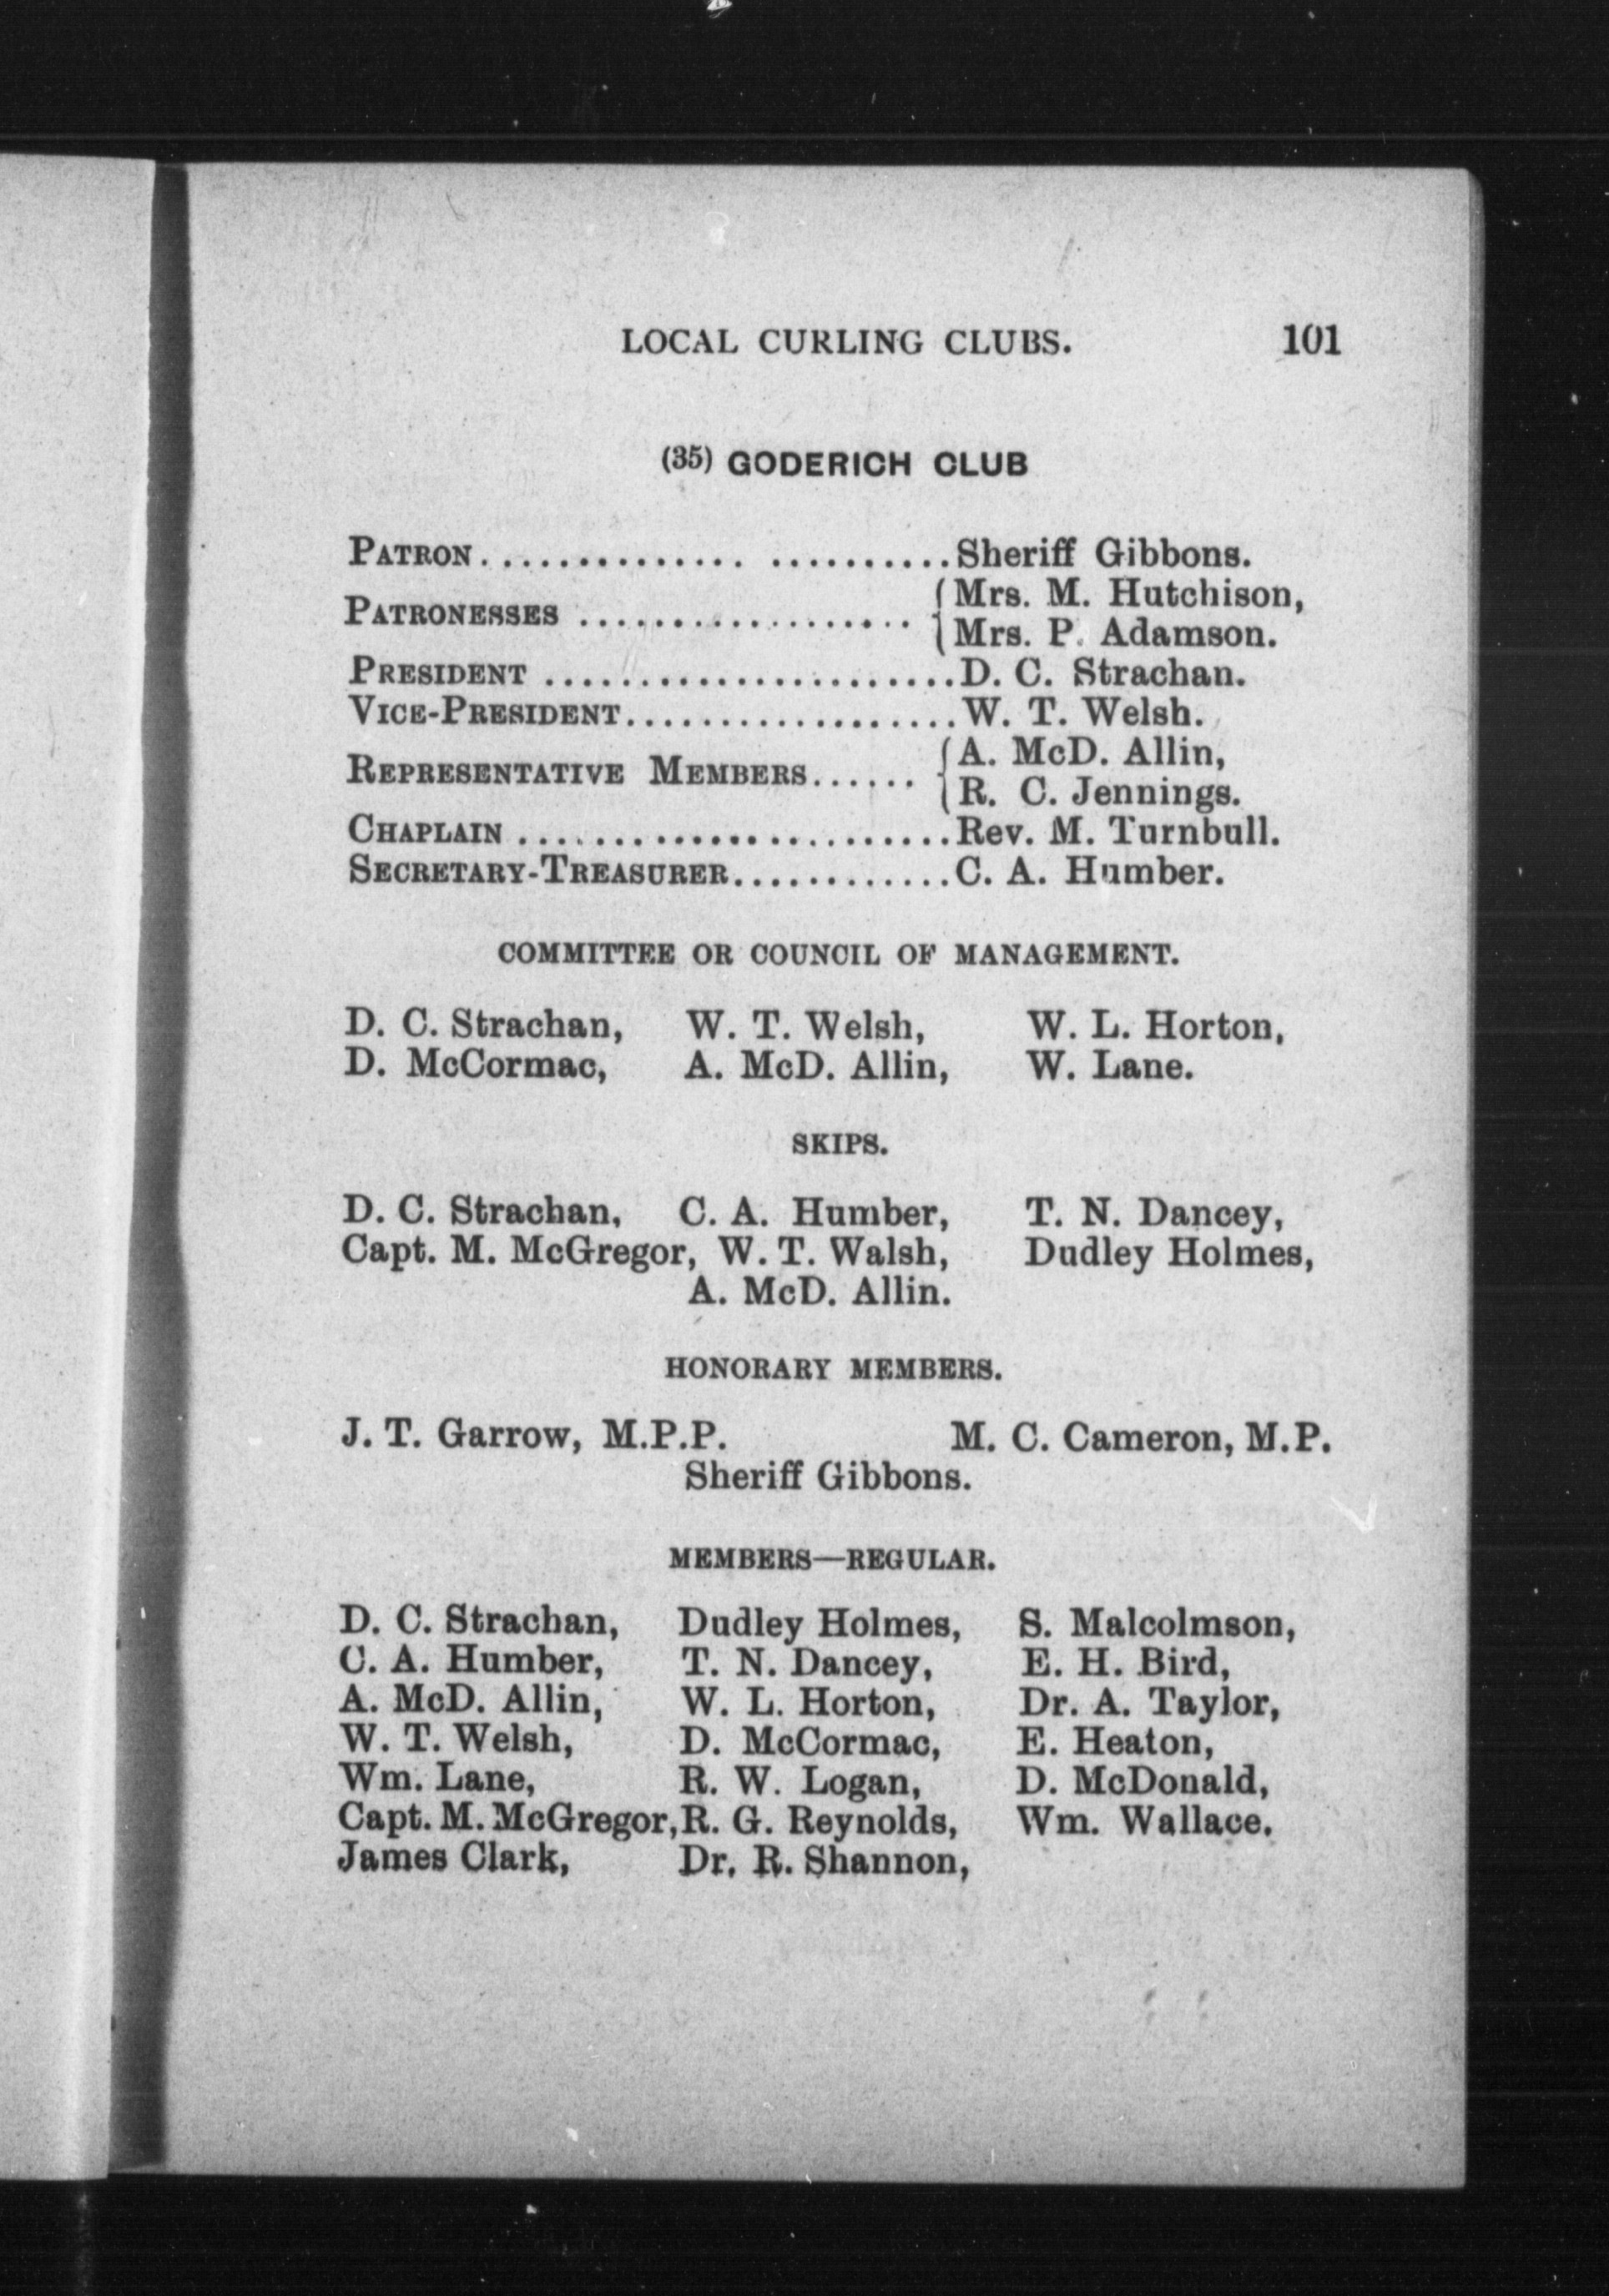 LOCAL CURLING CLUBS. 101
(35) GODERICH CLUB
PATRON.............. ..........Sheriff Gibbons.
PATRONESSES .................. { Mrs. M. Hutchison,
Mrs. P. Adamson.
PRESIDENT ......................D. C. Strachan.
VICE-PRESIDENT..................W. T. Welsh.
REPRESENTATIVE MEMBERS...... { A. McD. Allin,
R. C. Jennings.
CHAPLAIN .......................Rev. M. Turnbull.
SECRETARY-TREASURER............C. A. Humber.
COMMITTEE OR COUNCIL OF MANAGEMENT.
D. C. Strachan, W. T. Welsh, W. L. Horton,
D. McCormac, A. McD. Allin, W. Lane.
SKIPS.
D. C. Strachan, C. A. Humber, T. N. Dancey,
Capt. M. McGregor, W. T. Walsh, Dudley Holmes,
A. McD. Allin.
HONORARY MEMBERS.
J. T. Garrow, M.P.P. M. C. Cameron, M.P.
Sheriff Gibbons.
MEMBERS—REGULAR.
D. C. Strachan, Dudley Holmes, S. Malcolmson,
C. A. Humber, T. N. Dancey, E. H. Bird,
A. McD. Allin, W. L. Horton, Dr. A. Taylor,
W. T. Welsh, D. McCormac, E. Heaton,
Wm. Lane, R. W. Logan, D. McDonald,
Capt. M. McGregor, R. G. Reynolds, Wm. Wallace.
James Clark, Dr. R. Shannon,